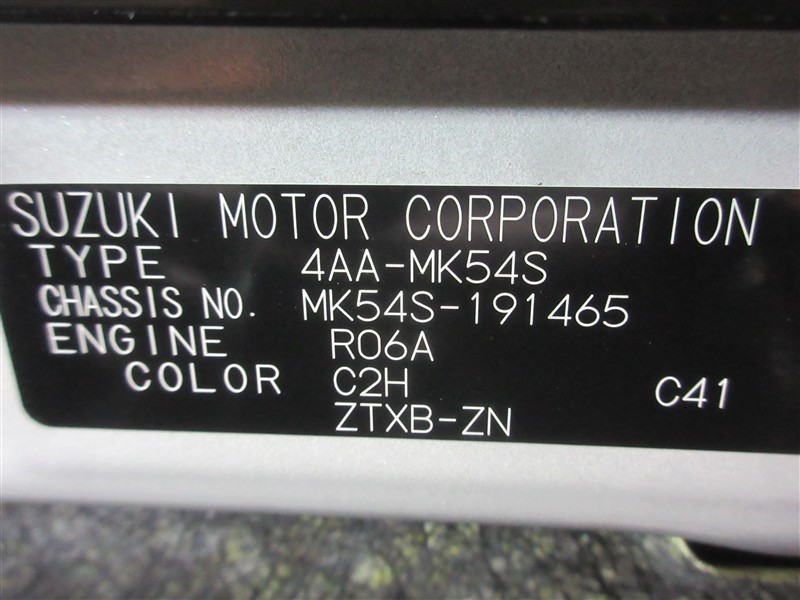 SUZUKI MOTOR CORPORATION
TYPE 4AA-MK54S
CHASSIS NO. MK54S-191465
ENGINE R06A
COLOR C2H C41
ZTXB-ZN